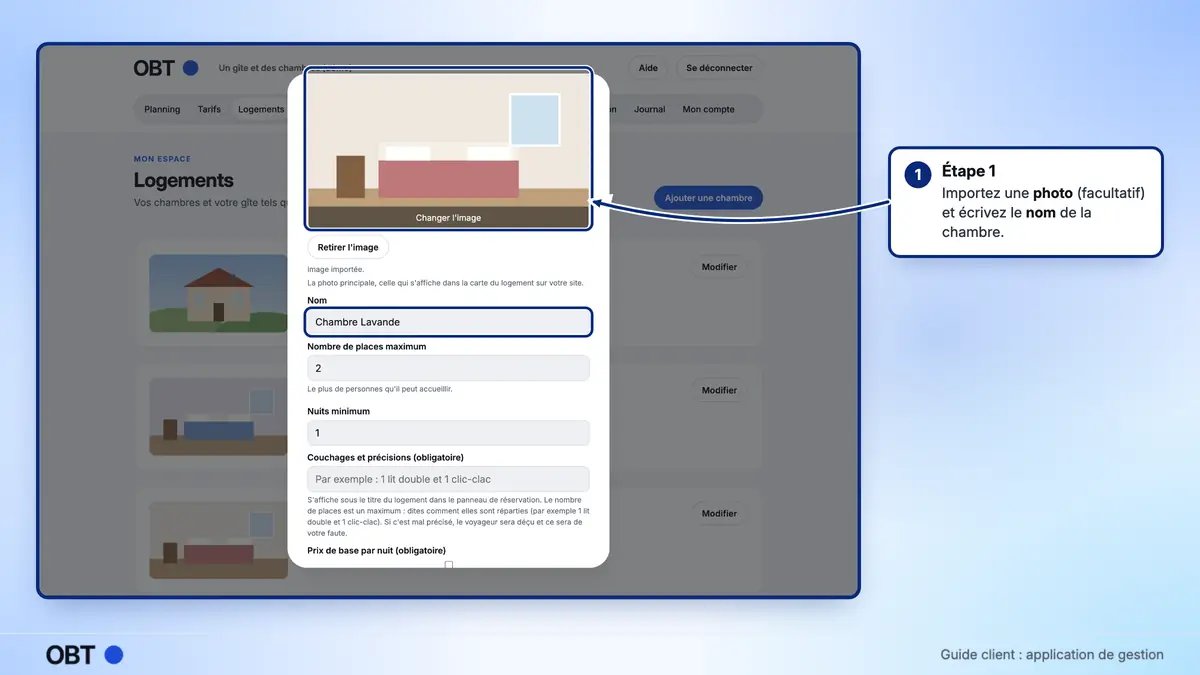 OBT
Un gîte et des chamb
Aide
Se déconnecter
Planning
Tarifs
Logements
Journal
Mon compte
MON ESPACE
Logements
Vos chambres et votre gîte tels
Ajouter une chambre
Modifier
Modifier
Modifier
Changer l'image
Retirer l'image
Image importée.
La photo principale, celle qui s'affiche dans la carte du logement sur votre site.
Nom
Chambre Lavande
Nombre de places maximum
2
Le plus de personnes qu'il peut accueillir.
Nuits minimum
1
Couchages et précisions (obligatoire)
Par exemple : 1 lit double et 1 clic-clac
S'affiche sous le titre du logement dans le panneau de réservation. Le nombre
de places est un maximum : dites comment elles sont réparties (par exemple 1 lit
double et 1 clic-clac). Si c'est mal précisé, le voyageur sera déçu et ce sera de
votre faute.
Prix de base par nuit (obligatoire)
1
Étape 1
Importez une photo (facultatif)
et écrivez le nom de la
chambre.
OBT
Guide client : application de gestion